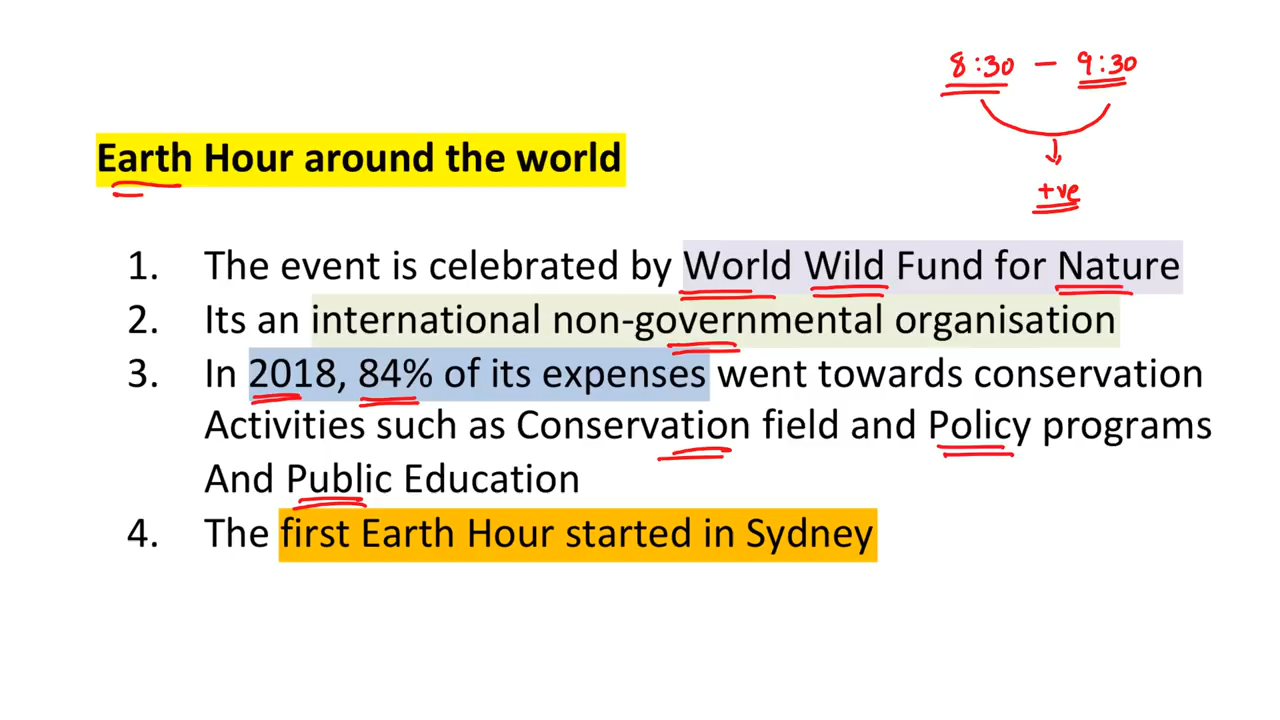 8:30 - 9:30
+ve
Earth Hour around the world
1. The event is celebrated by World Wild Fund for Nature
2. Its an international non-governmental organisation
3. In 2018, 84% of its expenses went towards conservation
Activities such as Conservation field and Policy programs
And Public Education
4. The first Earth Hour started in Sydney